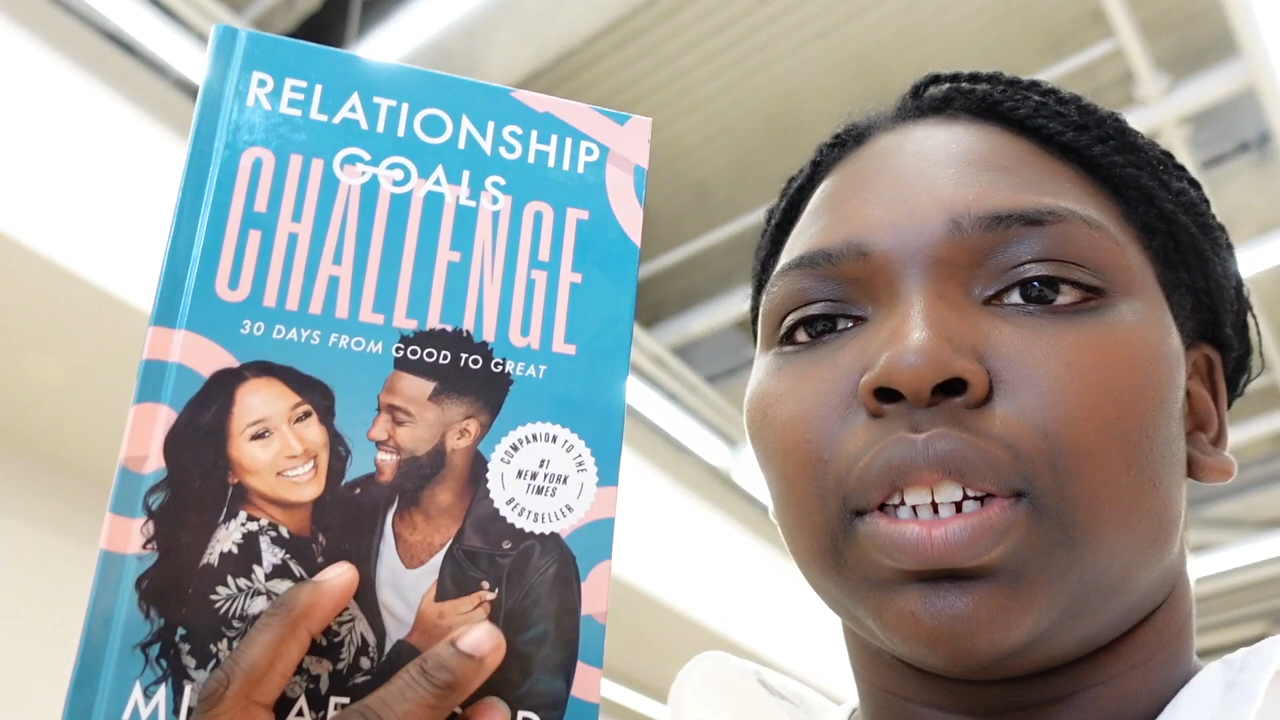 RELATIONSHIP
GOALS
CHALLENGE
30 DAYS FROM GOOD TO GREAT
COMPANION TO THE
#1
NEW YORK
TIMES
BESTSELLER